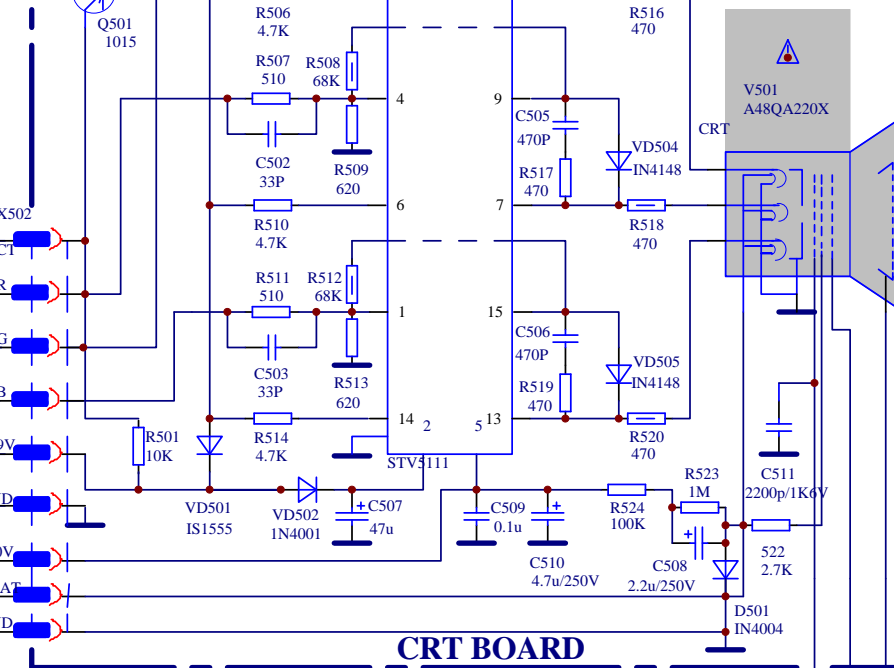 R506
4.7K
R516
470
Q501
1015
R507
510
R508
68K
4
9
V501
A48QA220X
C505
470P
CRT
C502
33P
R509
620
R517
470
VD504
IN4148
6
7
X502
R510
4.7K
R518
470
CT
R
R511
510
R512
68K
1
15
G
C506
470P
C503
33P
R513
620
R519
470
VD505
IN4148
B
14
2
5
13
R501
10K
R514
4.7K
STV5111
R520
470
9V
R523
1M
C511
2200p/1K6V
VD501
IS1555
VD502
1N4001
C507
47u
C509
0.1u
R524
100K
D
0V
C510
4.7u/250V
C508
2.2u/250V
522
2.7K
AT
D501
IN4004
D
CRT BOARD